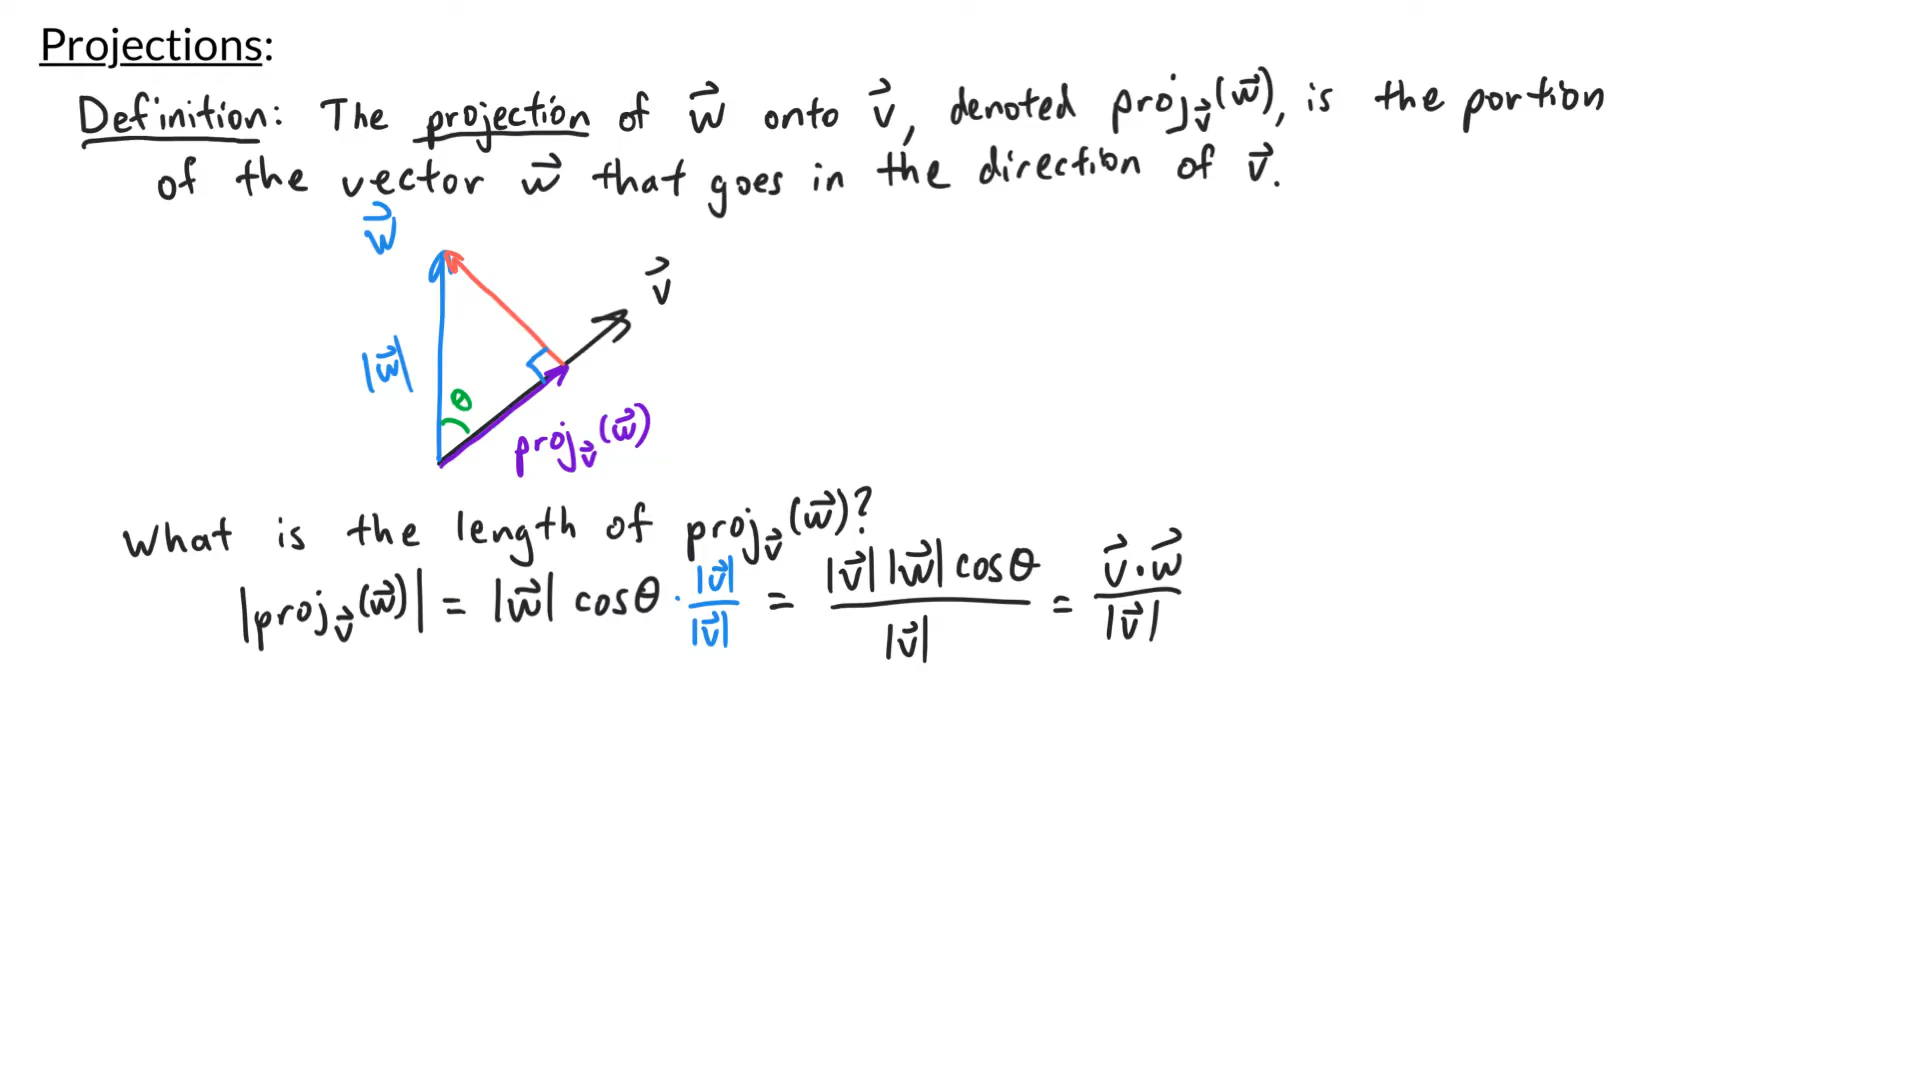 Projections:
Definition: The projection of w⃗ onto v⃗, denoted proj_v⃗(w⃗), is the portion
of the vector w⃗ that goes in the direction of v⃗.
w⃗
v⃗
|w⃗|
θ
proj_v⃗(w⃗)
What is the length of proj_v⃗(w⃗)?
|proj_v⃗(w⃗)| = |w⃗| cosθ · |v⃗|/|v⃗| = |v⃗||w⃗| cosθ/|v⃗| = v⃗·w⃗/|v⃗|